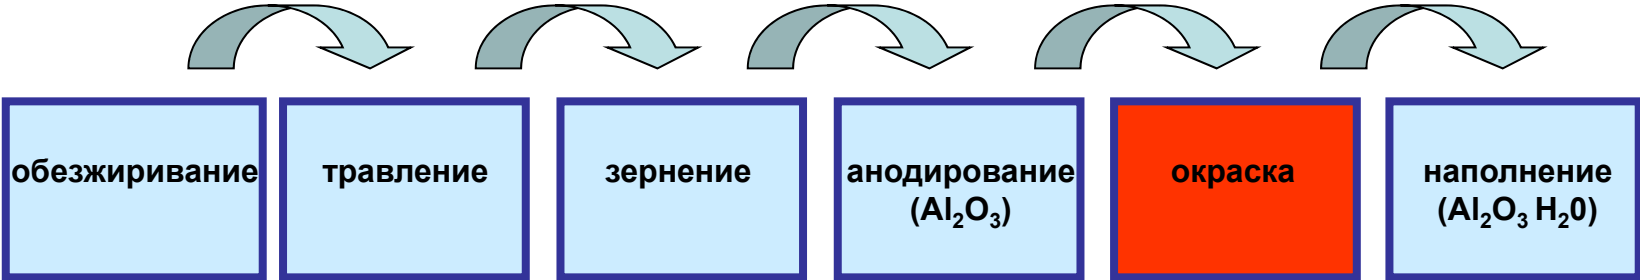 обезжиривание
травление
зернение
анодирование
(Al₂O₃)
окраска
наполнение
(Al₂O₃ H₂0)